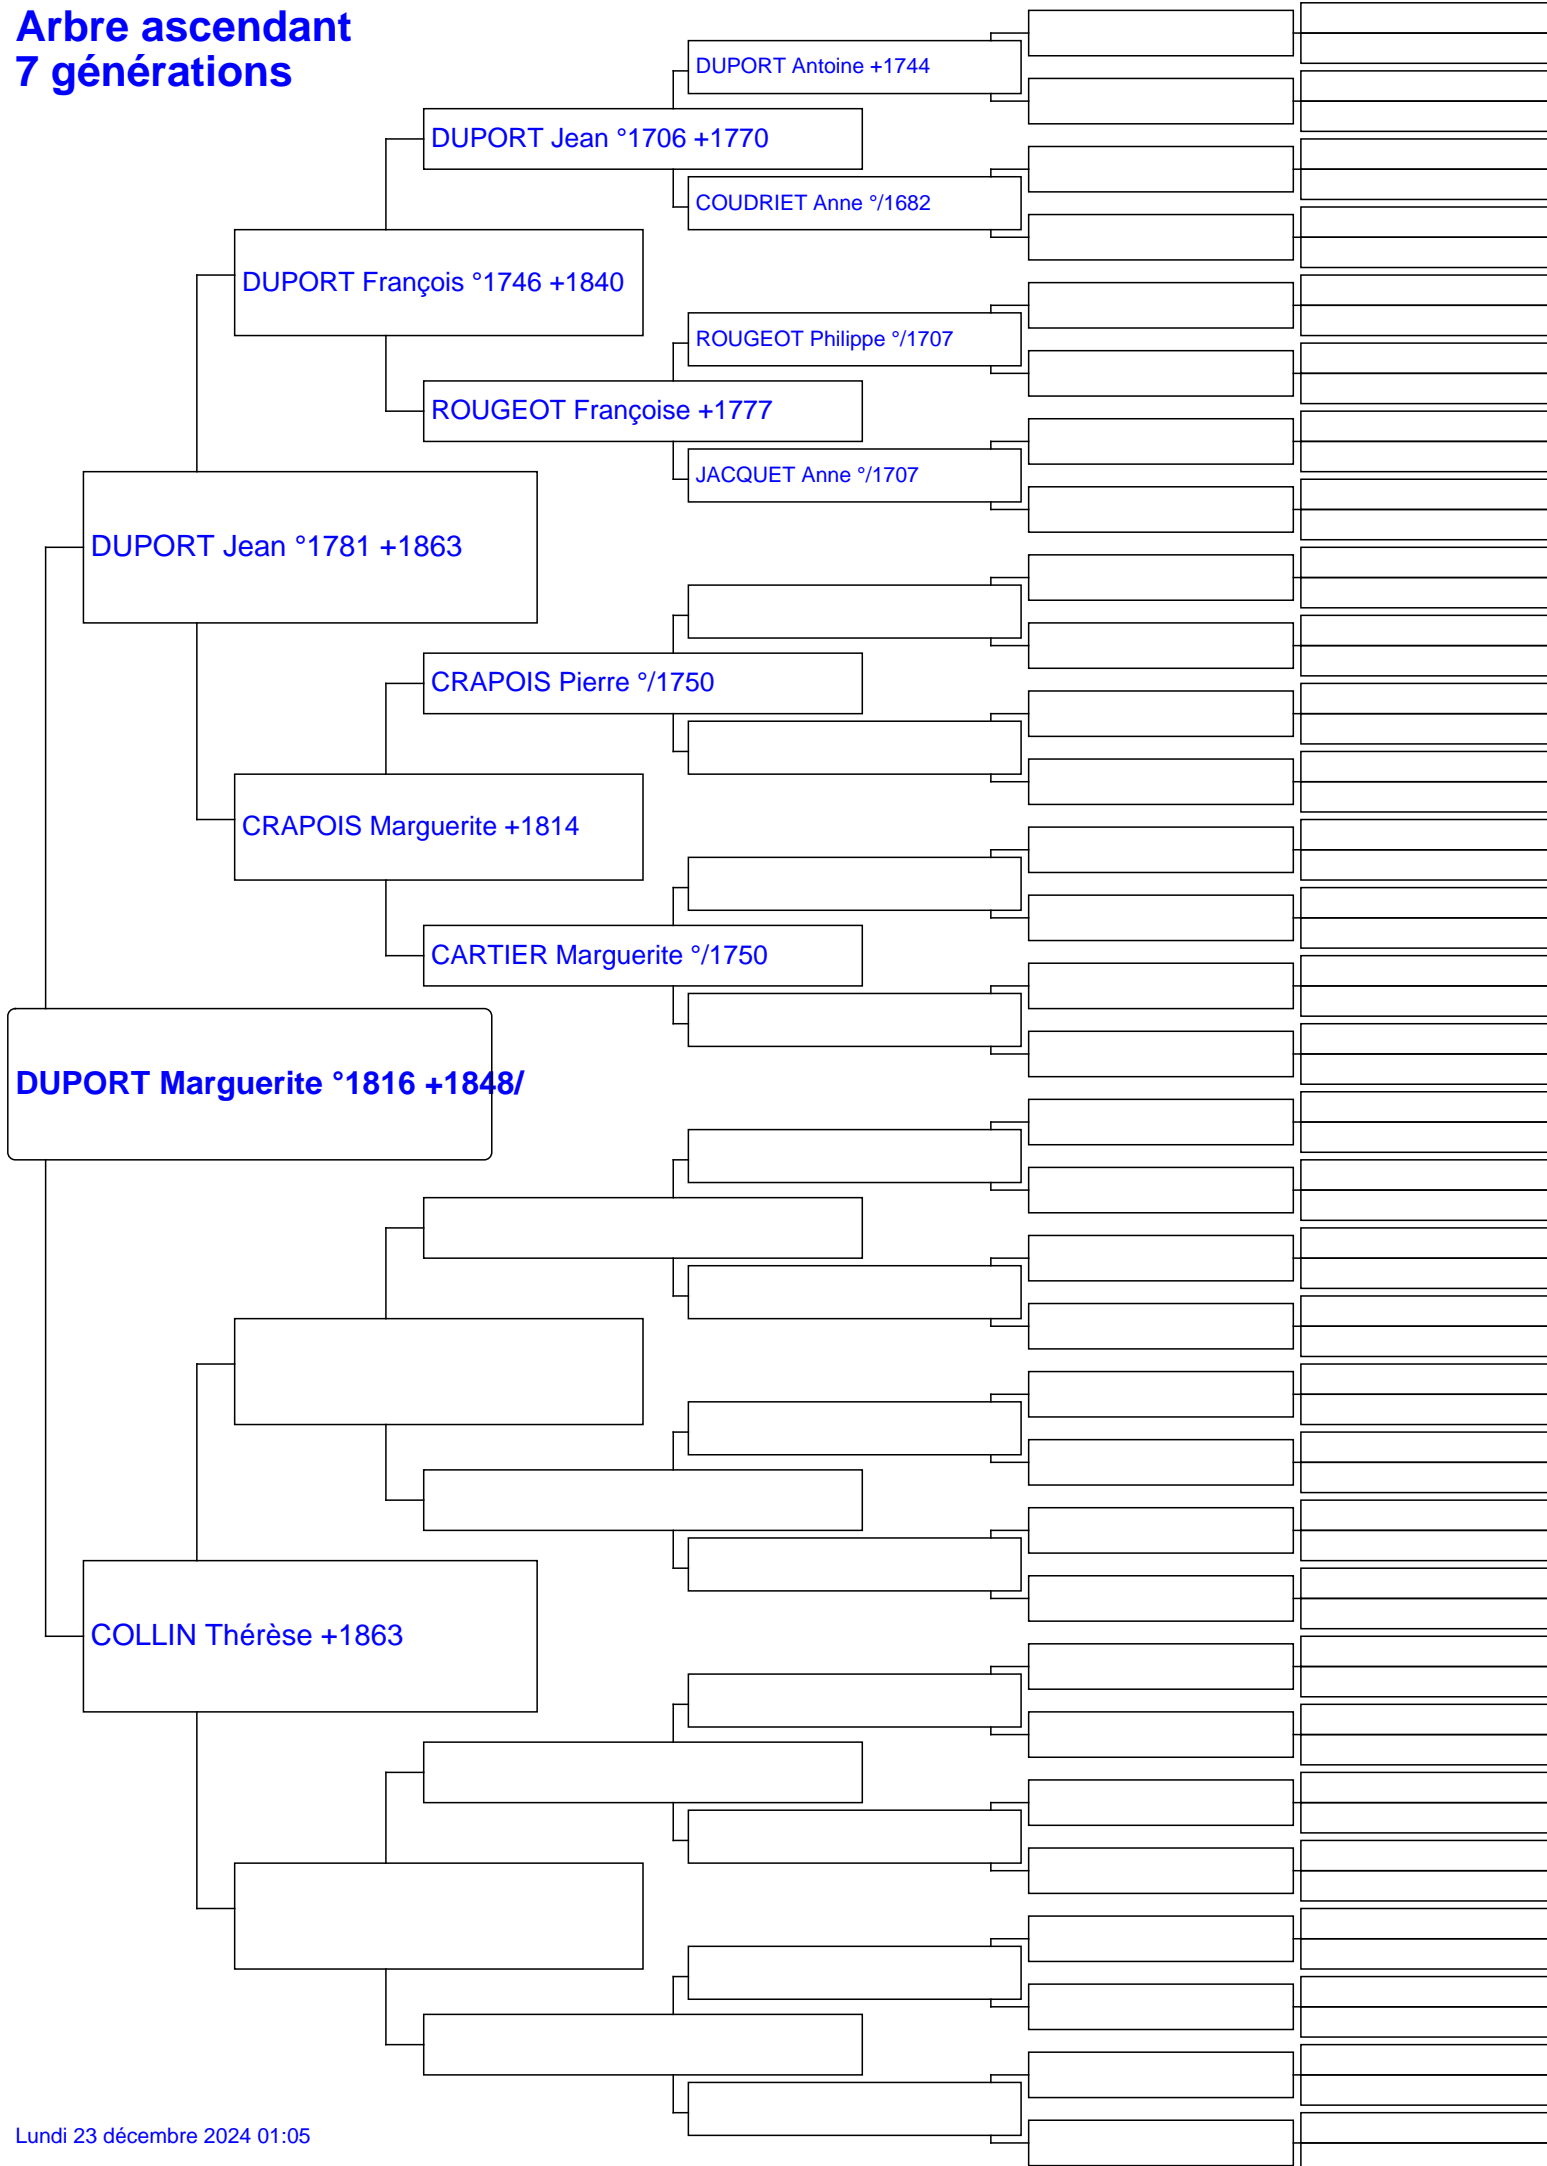 Arbre ascendant
7 générations
DUPORT Antoine +1744
DUPORT Jean °1706 +1770
COUDRIET Anne °/1682
DUPORT François °1746 +1840
ROUGEOT Philippe °/1707
ROUGEOT Françoise +1777
JACQUET Anne °/1707
DUPORT Jean °1781 +1863
CRAPOIS Pierre °/1750
CRAPOIS Marguerite +1814
CARTIER Marguerite °/1750
DUPORT Marguerite °1816 +1848/
COLLIN Thérèse +1863
Lundi 23 décembre 2024 01:05